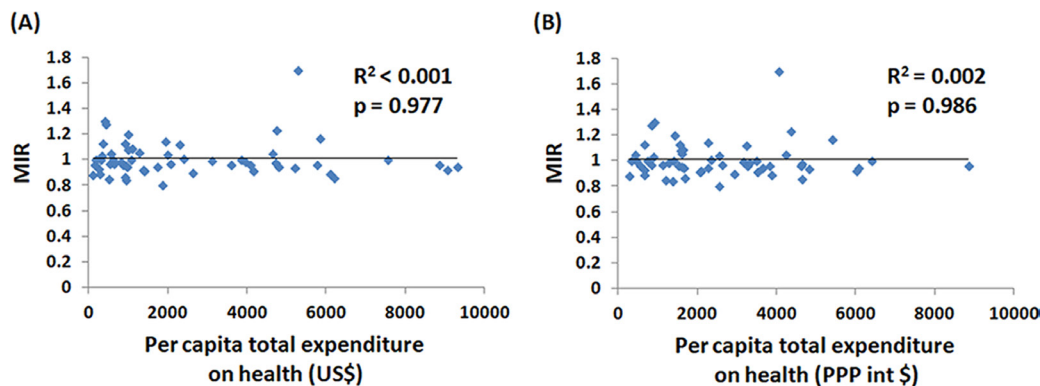 (A)
MIR
1.8
1.6
1.4
1.2
1
0.8
0.6
0.4
0.2
0
R² < 0.001
p = 0.977
0 2000 4000 6000 8000 10000
Per capita total expenditure
on health (US$)
(B)
MIR
1.8
1.6
1.4
1.2
1
0.8
0.6
0.4
0.2
0
R² = 0.002
p = 0.986
0 2000 4000 6000 8000 10000
Per capita total expenditure
on health (PPP int $)